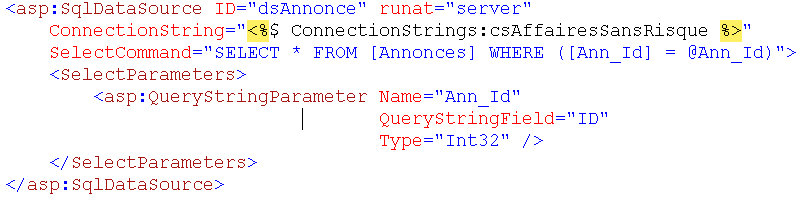 <asp:SqlDataSource ID="dsAnnonce" runat="server"
ConnectionString="<%$ ConnectionStrings:csAffairesSansRisque %>"
SelectCommand="SELECT * FROM [Annonces] WHERE ([Ann_Id] = @Ann_Id)">
<SelectParameters>
<asp:QueryStringParameter Name="Ann_Id"
QueryStringField="ID"
Type="Int32" />
</SelectParameters>
</asp:SqlDataSource>